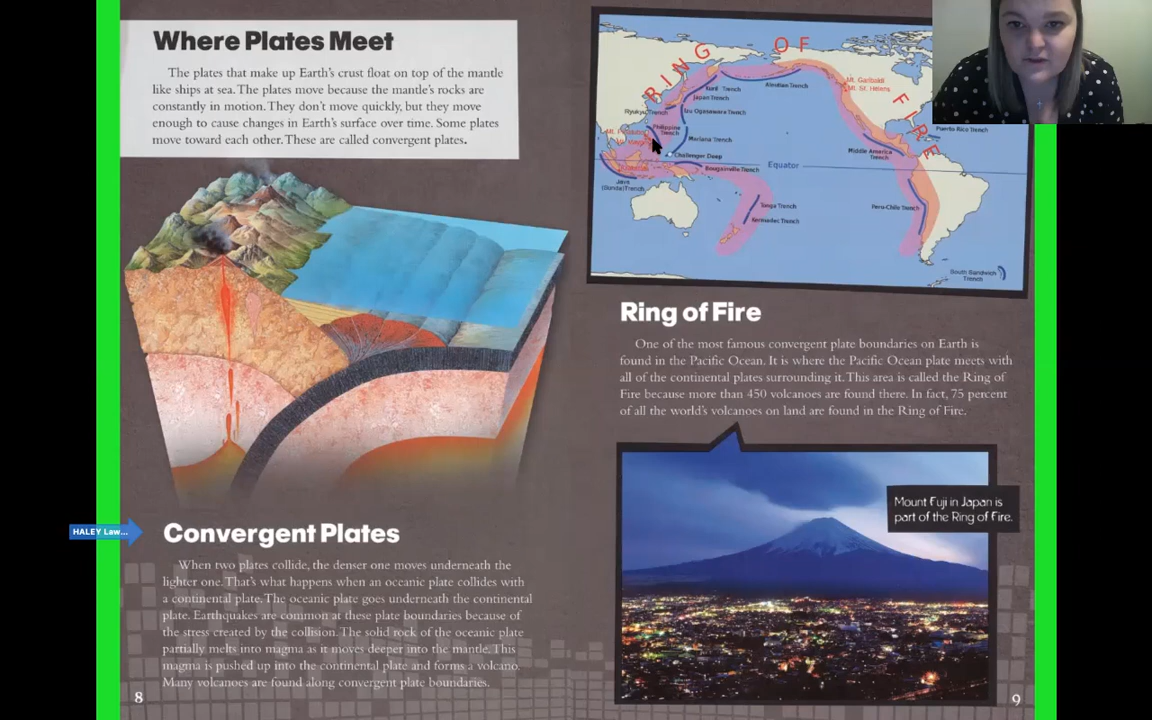 Where Plates Meet
The plates that make up Earth's crust float on top of the mantle
like ships at sea. The plates move because the mantle's rocks are
constantly in motion. They don't move quickly, but they move
enough to cause changes in Earth's surface over time. Some plates
move toward each other. These are called convergent plates.
HALEY Law...
Convergent Plates
When two plates collide, the denser one moves underneath the
lighter one. That's what happens when an oceanic plate collides with
a continental plate. The oceanic plate goes underneath the continental
plate. Earthquakes are common at these plate boundaries because of
the stress created by the collision. The solid rock of the oceanic plate
partially melts into magma as it moves deeper into the mantle. This
magma is pushed up into the continental plate and forms a volcano.
Many volcanoes are found along convergent plate boundaries.
8
RING OF FIRE
Mt. Garibaldi
Mt. St. Helens
Kuril Trench
Aleutian Trench
Japan Trench
Izu Ogasawara Trench
Ryukyu Trench
Philippine
Trench
Mariana Trench
Challenger Deep
Bougainville Trench
Java
(Sunda) Trench
Equator
Tonga Trench
Kermadec Trench
Middle America
Trench
Puerto Rico Trench
Peru-Chile Trench
South Sandwich
Trench
Ring of Fire
One of the most famous convergent plate boundaries on Earth is
found in the Pacific Ocean. It is where the Pacific Ocean plate meets with
all of the continental plates surrounding it. This area is called the Ring of
Fire because more than 450 volcanoes are found there. In fact, 75 percent
of all the world's volcanoes on land are found in the Ring of Fire.
Mount Fuji in Japan is
part of the Ring of Fire.
9